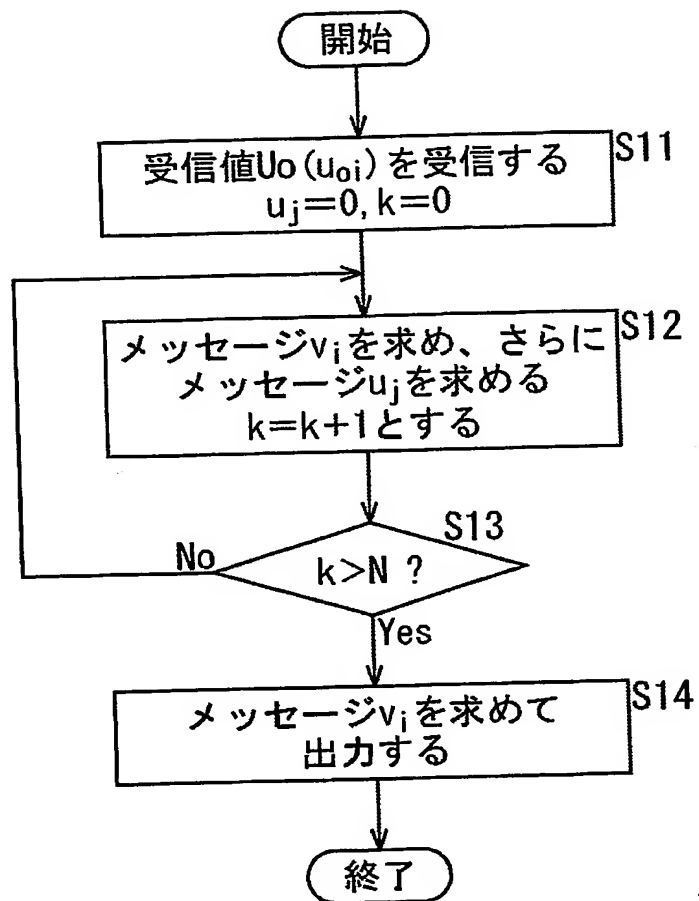 開始
受信値Uo(uoi)を受信する
uj=0, k=0
S11
メッセージviを求め、さらに
メッセージujを求める
k=k+1とする
S12
S13
k>N ?
No
Yes
メッセージviを求めて
出力する
S14
終了